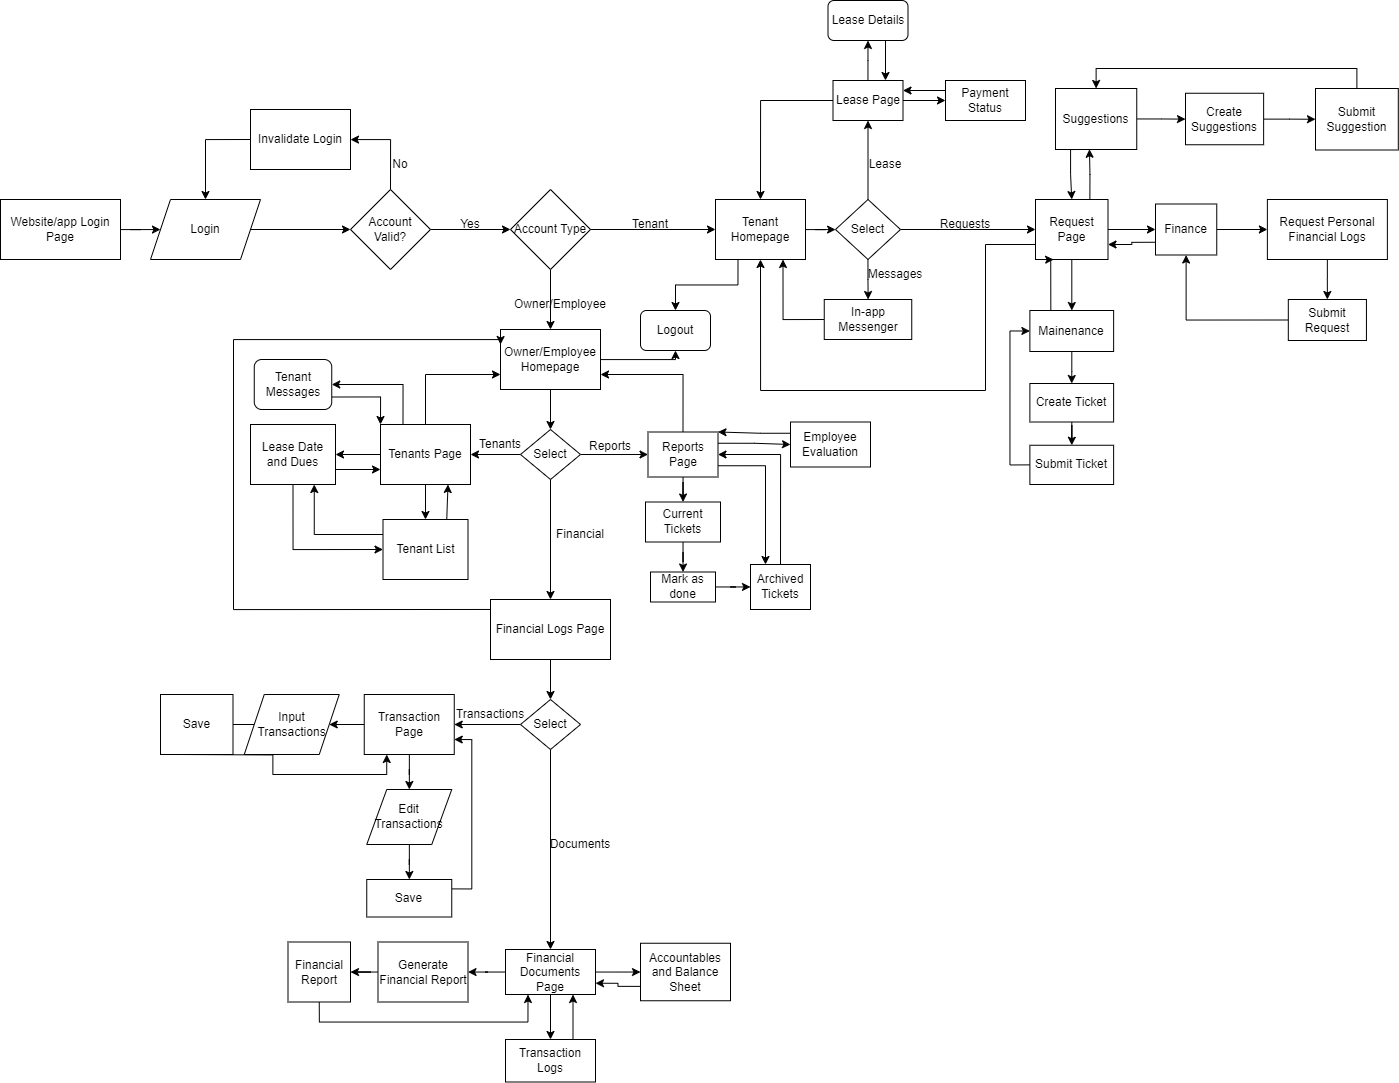 Lease Details
Lease Page
Payment
Status
Suggestions
Create
Suggestions
Submit
Suggestion
Invalidate Login
No
Lease
Website/app Login
Page
Login
Account
Valid?
Yes
Account Type
Tenant
Tenant
Homepage
Select
Requests
Request
Page
Finance
Request Personal
Financial Logs
Messages
Owner/Employee
In-app
Messenger
Submit
Request
Logout
Mainenance
Owner/Employee
Homepage
Tenant
Messages
Create Ticket
Lease Date
and Dues
Tenants Page
Tenants
Select
Reports
Reports
Page
Employee
Evaluation
Submit Ticket
Current
Tickets
Financial
Tenant List
Mark as
done
Archived
Tickets
Financial Logs Page
Save
Input
Transactions
Transaction
Page
Transactions
Select
Edit
Transactions
Documents
Save
Financial
Report
Generate
Financial Report
Financial
Documents
Page
Accountables
and Balance
Sheet
Transaction
Logs